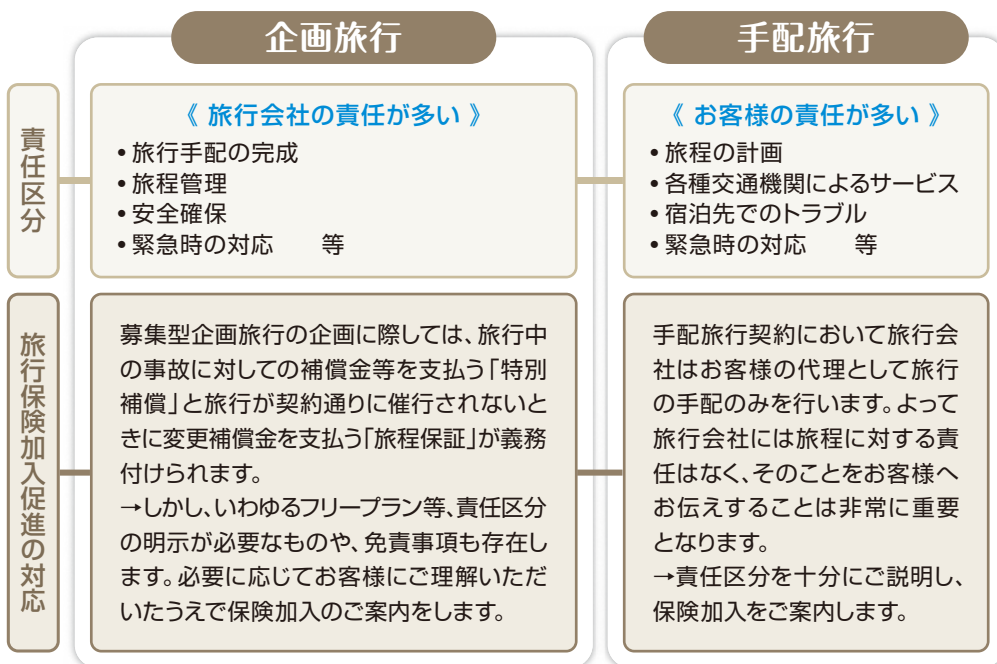 企画旅行
手配旅行
責任区分
《 旅行会社の責任が多い 》
• 旅行手配の完成
• 旅程管理
• 安全確保
• 緊急時の対応　　等
《 お客様の責任が多い 》
• 旅程の計画
• 各種交通機関によるサービス
• 宿泊先でのトラブル
• 緊急時の対応　　等
旅行保険加入促進の対応
募集型企画旅行の企画に際しては、旅行中
の事故に対しての補償金等を支払う「特別
補償」と旅行が契約通りに催行されないと
きに変更補償金を支払う「旅程保証」が義務
付けられます。
→しかし、いわゆるフリープラン等、責任区分
の明示が必要なものや、免責事項も存在し
ます。必要に応じてお客様にご理解いただ
いたうえで保険加入のご案内をします。
手配旅行契約において旅行会
社はお客様の代理として旅行
の手配のみを行います。よって
旅行会社には旅程に対する責
任はなく、そのことをお客様へ
お伝えすることは非常に重要
となります。
→責任区分を十分にご説明し、
保険加入をご案内します。